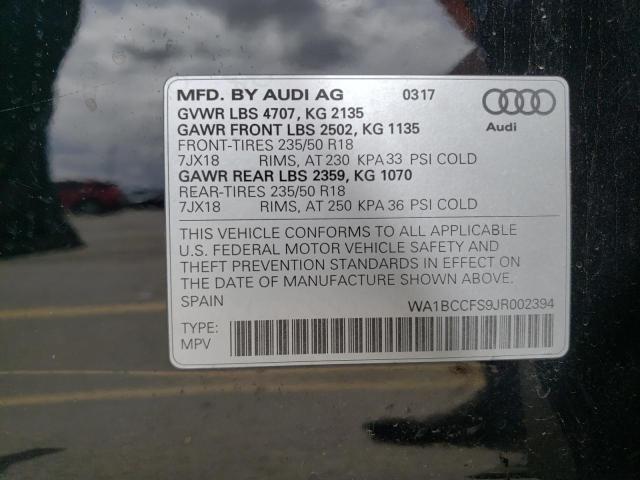 MFD. BY AUDI AG 0317
GVWR LBS 4707, KG 2135
GAWR FRONT LBS 2502, KG 1135
FRONT-TIRES 235/50 R18
7JX18 RIMS, AT 230 KPA 33 PSI COLD
GAWR REAR LBS 2359, KG 1070
REAR-TIRES 235/50 R18
7JX18 RIMS, AT 250 KPA 36 PSI COLD
Audi
THIS VEHICLE CONFORMS TO ALL APPLICABLE
U.S. FEDERAL MOTOR VEHICLE SAFETY AND
THEFT PREVENTION STANDARDS IN EFFECT ON
THE DATE OF MANUFACTURE SHOWN ABOVE.
SPAIN WA1BCCFS9JR002394
TYPE:
MPV